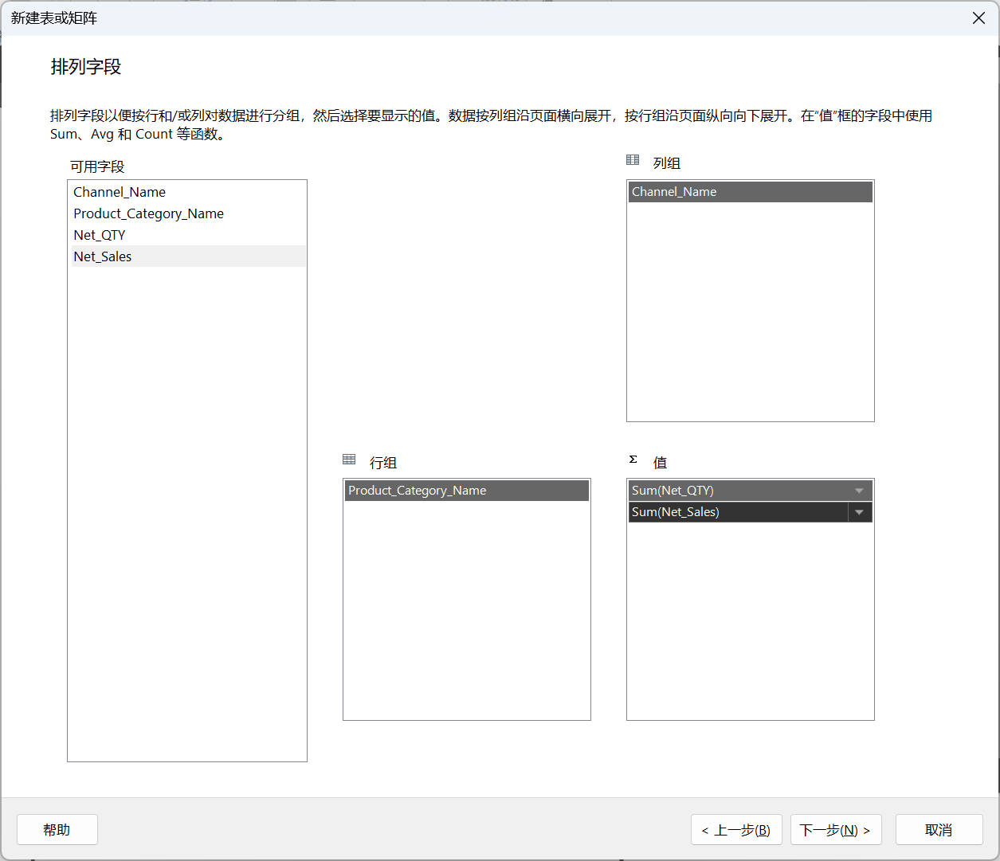 新建表或矩阵
排列字段
排列字段以便按行和/或列对数据进行分组，然后选择要显示的值。数据按列组沿页面横向展开，按行组沿页面纵向向下展开。在“值”框的字段中使用
Sum、Avg 和 Count 等函数。
可用字段
Channel_Name
Product_Category_Name
Net_QTY
Net_Sales
列组
Channel_Name
行组
Product_Category_Name
Σ 值
Sum(Net_QTY)
Sum(Net_Sales)
帮助
< 上一步(B)
下一步(N) >
取消